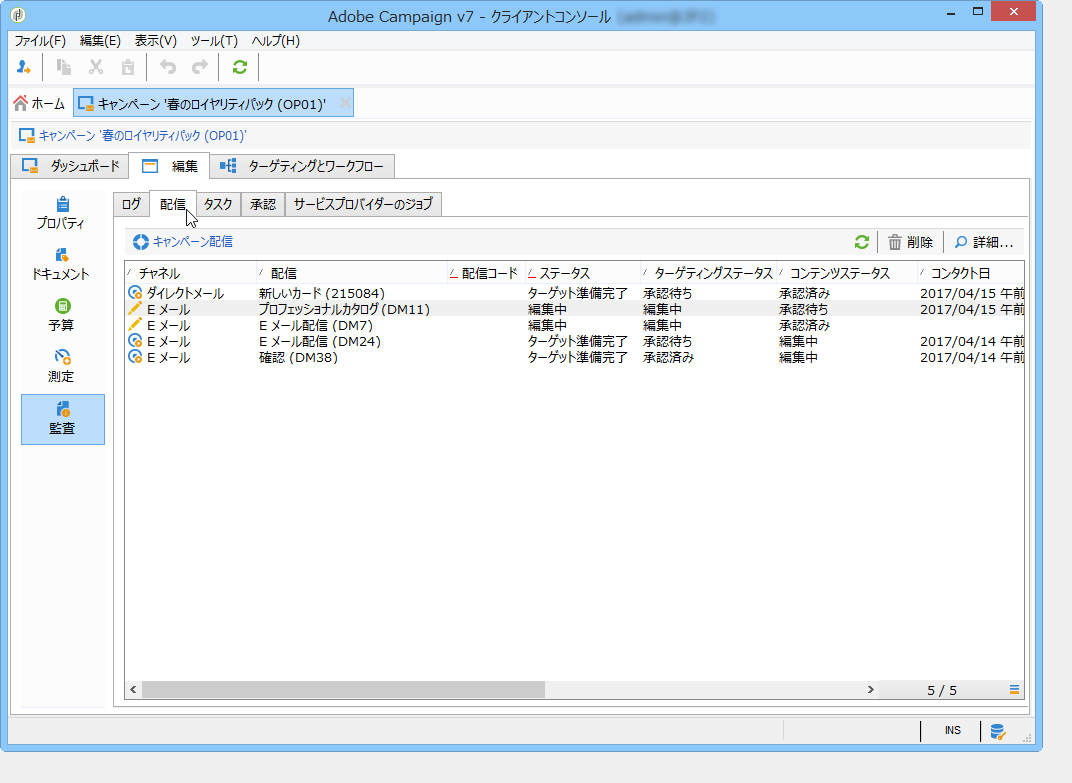 Adobe Campaign v7 - クライアントコンソール
ファイル(F) 編集(E) 表示(V) ツール(T) ヘルプ(H)
ホーム キャンペーン '春のロイヤリティパック (OP01)'
キャンペーン '春のロイヤリティパック (OP01)'
ダッシュボード 編集 ターゲティングとワークフロー
プロパティ
ドキュメント
予算
測定
監査
ログ 配信 タスク 承認 サービスプロバイダーのジョブ
キャンペーン配信 削除 詳細...
チャネル 配信 配信コード ステータス ターゲティングステータス コンテンツステータス コンタクト日
ダイレクトメール 新しいカード (215084) ターゲット準備完了 承認待ち 承認済み 2017/04/15 午前
E メール プロフェッショナルカタログ (DM11) 編集中 編集中 承認待ち 2017/04/15 午前
E メール E メール配信 (DM7) 編集中 編集中 承認済み
E メール E メール配信 (DM24) ターゲット準備完了 承認待ち 編集中 2017/04/14 午前
E メール 確認 (DM38) ターゲット準備完了 承認済み 編集中 2017/04/14 午前
5 / 5
INS